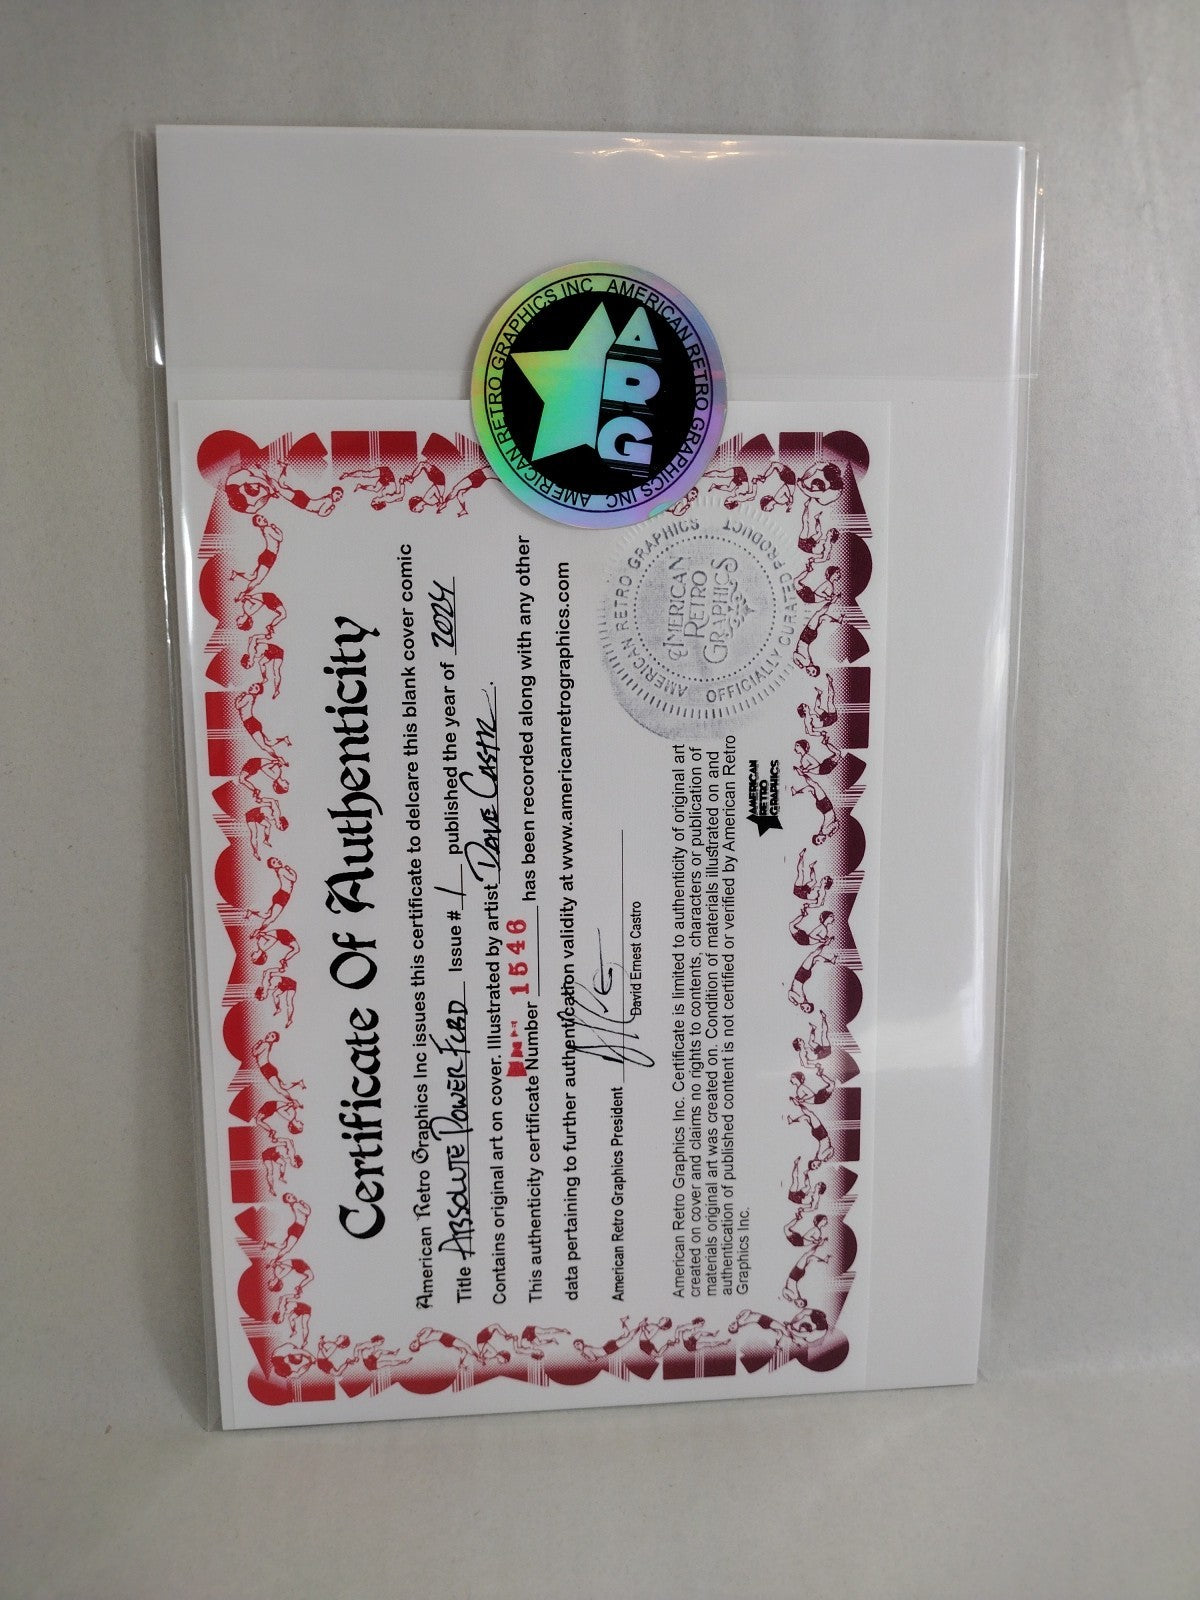 Certificate Of Authenticity
American Retro Graphics Inc issues this certificate to delcare this blank cover comic
Title Absolute Power FCBD Issue # 1 published the year of 2024
Contains original art on cover. Illustrated by artist Dave Castr.
This authenticity certificate Number 1546 has been recorded along with any other
data pertaining to further authentication validity at www.americanretrographics.com
American Retro Graphics President
David Ernest Castro
American Retro Graphics Inc. Certificate is limited to authenticity of original art
created on cover and claims no rights to contents, characters or publication of
materials original art was created on. Condition of materials illustrated on and
authentication of published content is not certified or verified by American Retro
Graphics Inc.
AMERICAN
RETRO
GRAPHICS
AMERICAN RETRO GRAPHICS
OFFICIALLY CURATED PRODUCT
AMERICAN
RETRO
GRAPHICS
AMERICAN RETRO GRAPHICS INC AMERICAN RETRO GRAPHICS INC
ARG